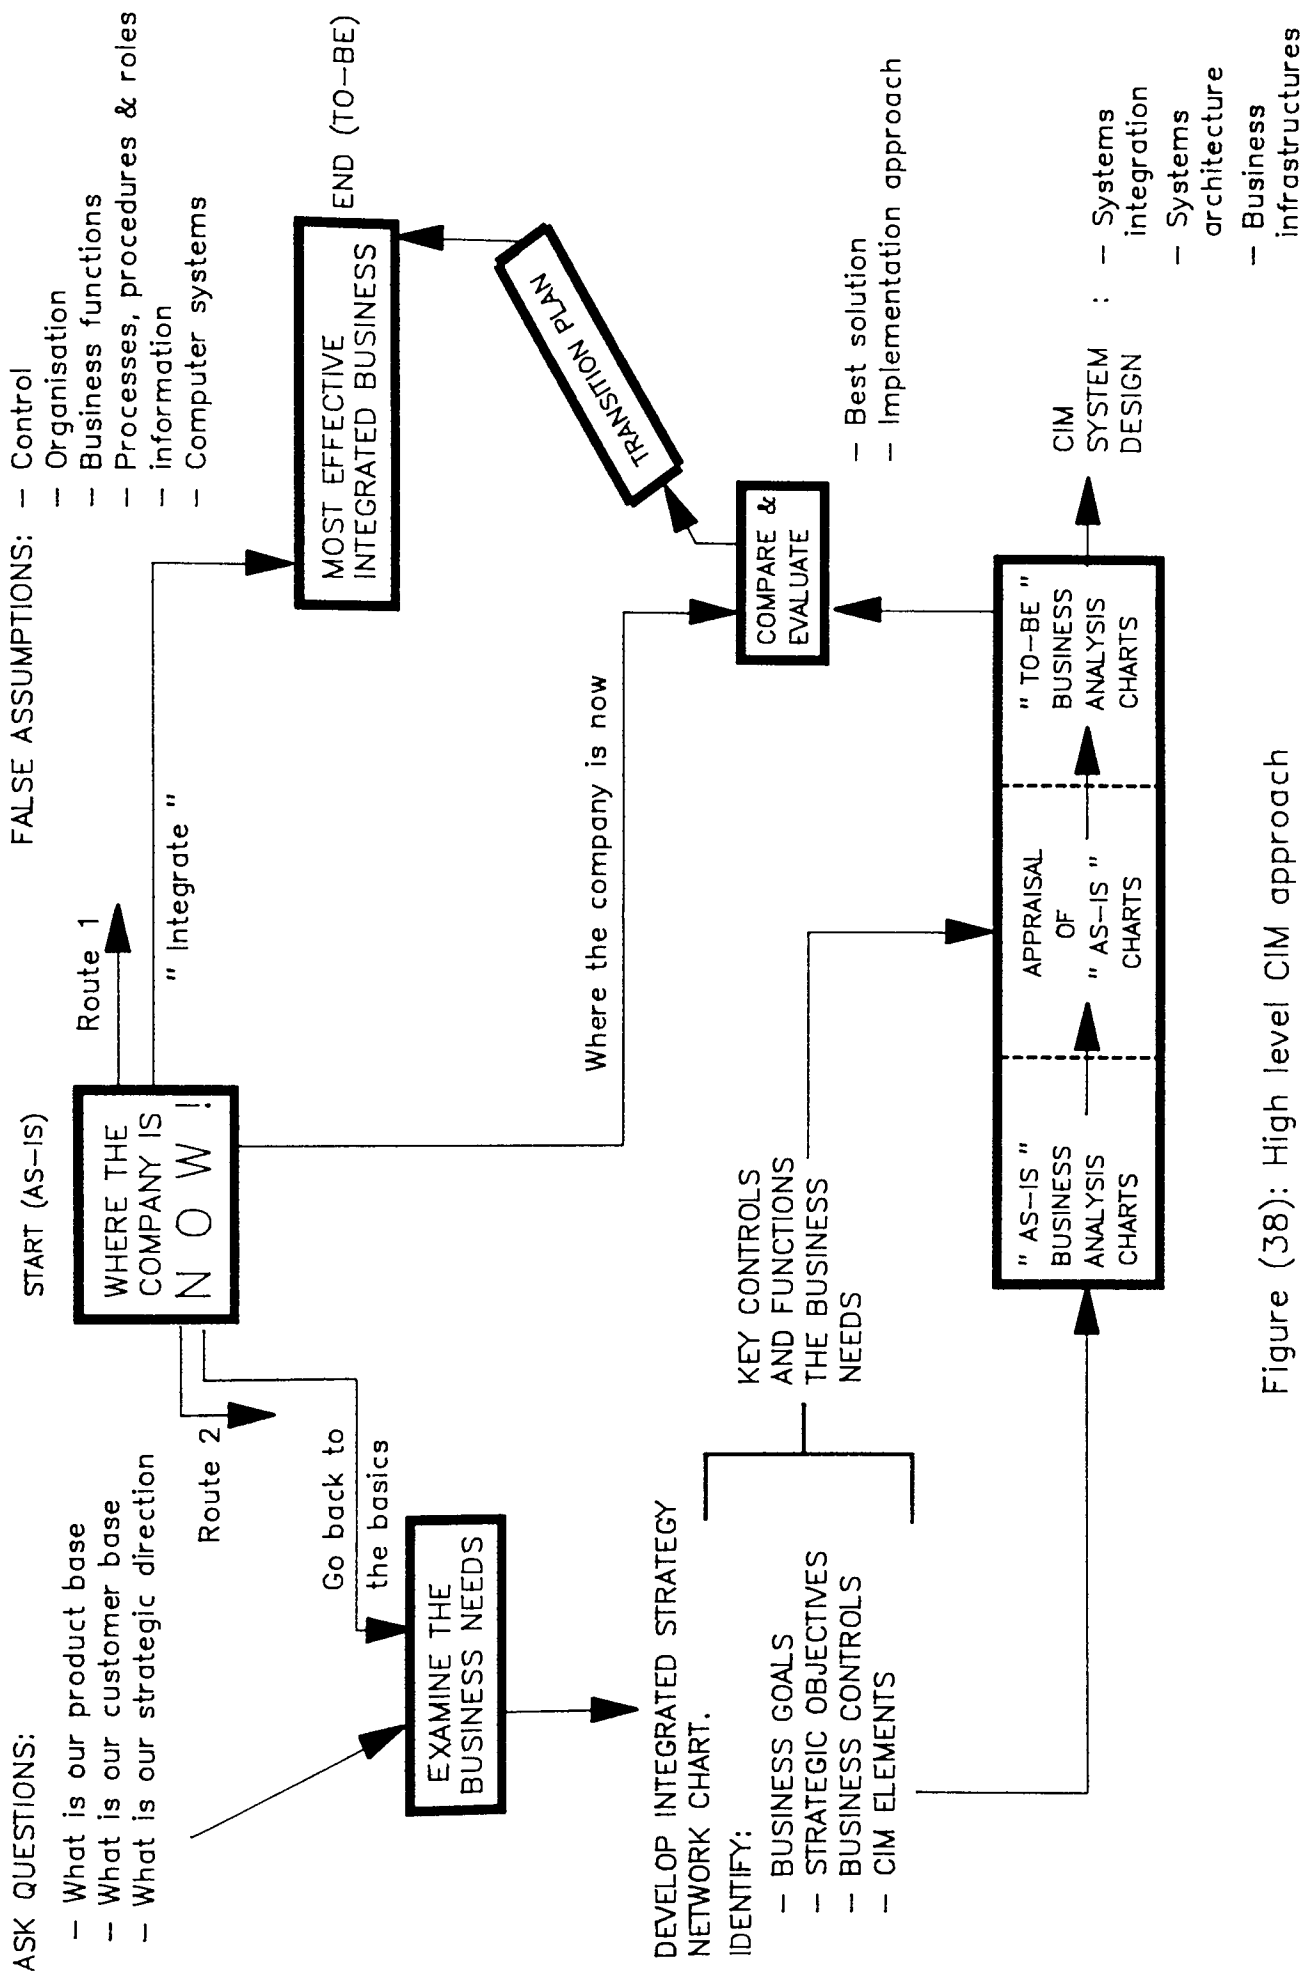 ASK QUESTIONS:
– What is our product base
– What is our customer base
– What is our strategic direction
START (AS–IS)
WHERE THE
COMPANY IS
N O W !
Route 1
" Integrate "
FALSE ASSUMPTIONS:
– Control
– Organisation
– Business functions
– Processes, procedures & roles
– information
– Computer systems
Route 2
Go back to
the basics
MOST EFFECTIVE
INTEGRATED BUSINESS
END (TO–BE)
EXAMINE THE
BUSINESS NEEDS
TRANSITION PLAN
Where the company is now
DEVELOP INTEGRATED STRATEGY
NETWORK CHART.
IDENTIFY:
– BUSINESS GOALS
– STRATEGIC OBJECTIVES
– BUSINESS CONTROLS
– CIM ELEMENTS
KEY CONTROLS
AND FUNCTIONS
THE BUSINESS
NEEDS
COMPARE &
EVALUATE
– Best solution
– Implementation approach
" AS–IS "
BUSINESS
ANALYSIS
CHARTS
APPRAISAL
OF
" AS–IS "
CHARTS
" TO–BE "
BUSINESS
ANALYSIS
CHARTS
CIM
SYSTEM :
DESIGN
– Systems
integration
– Systems
architecture
– Business
infrastructures
Figure (38): High level CIM approach